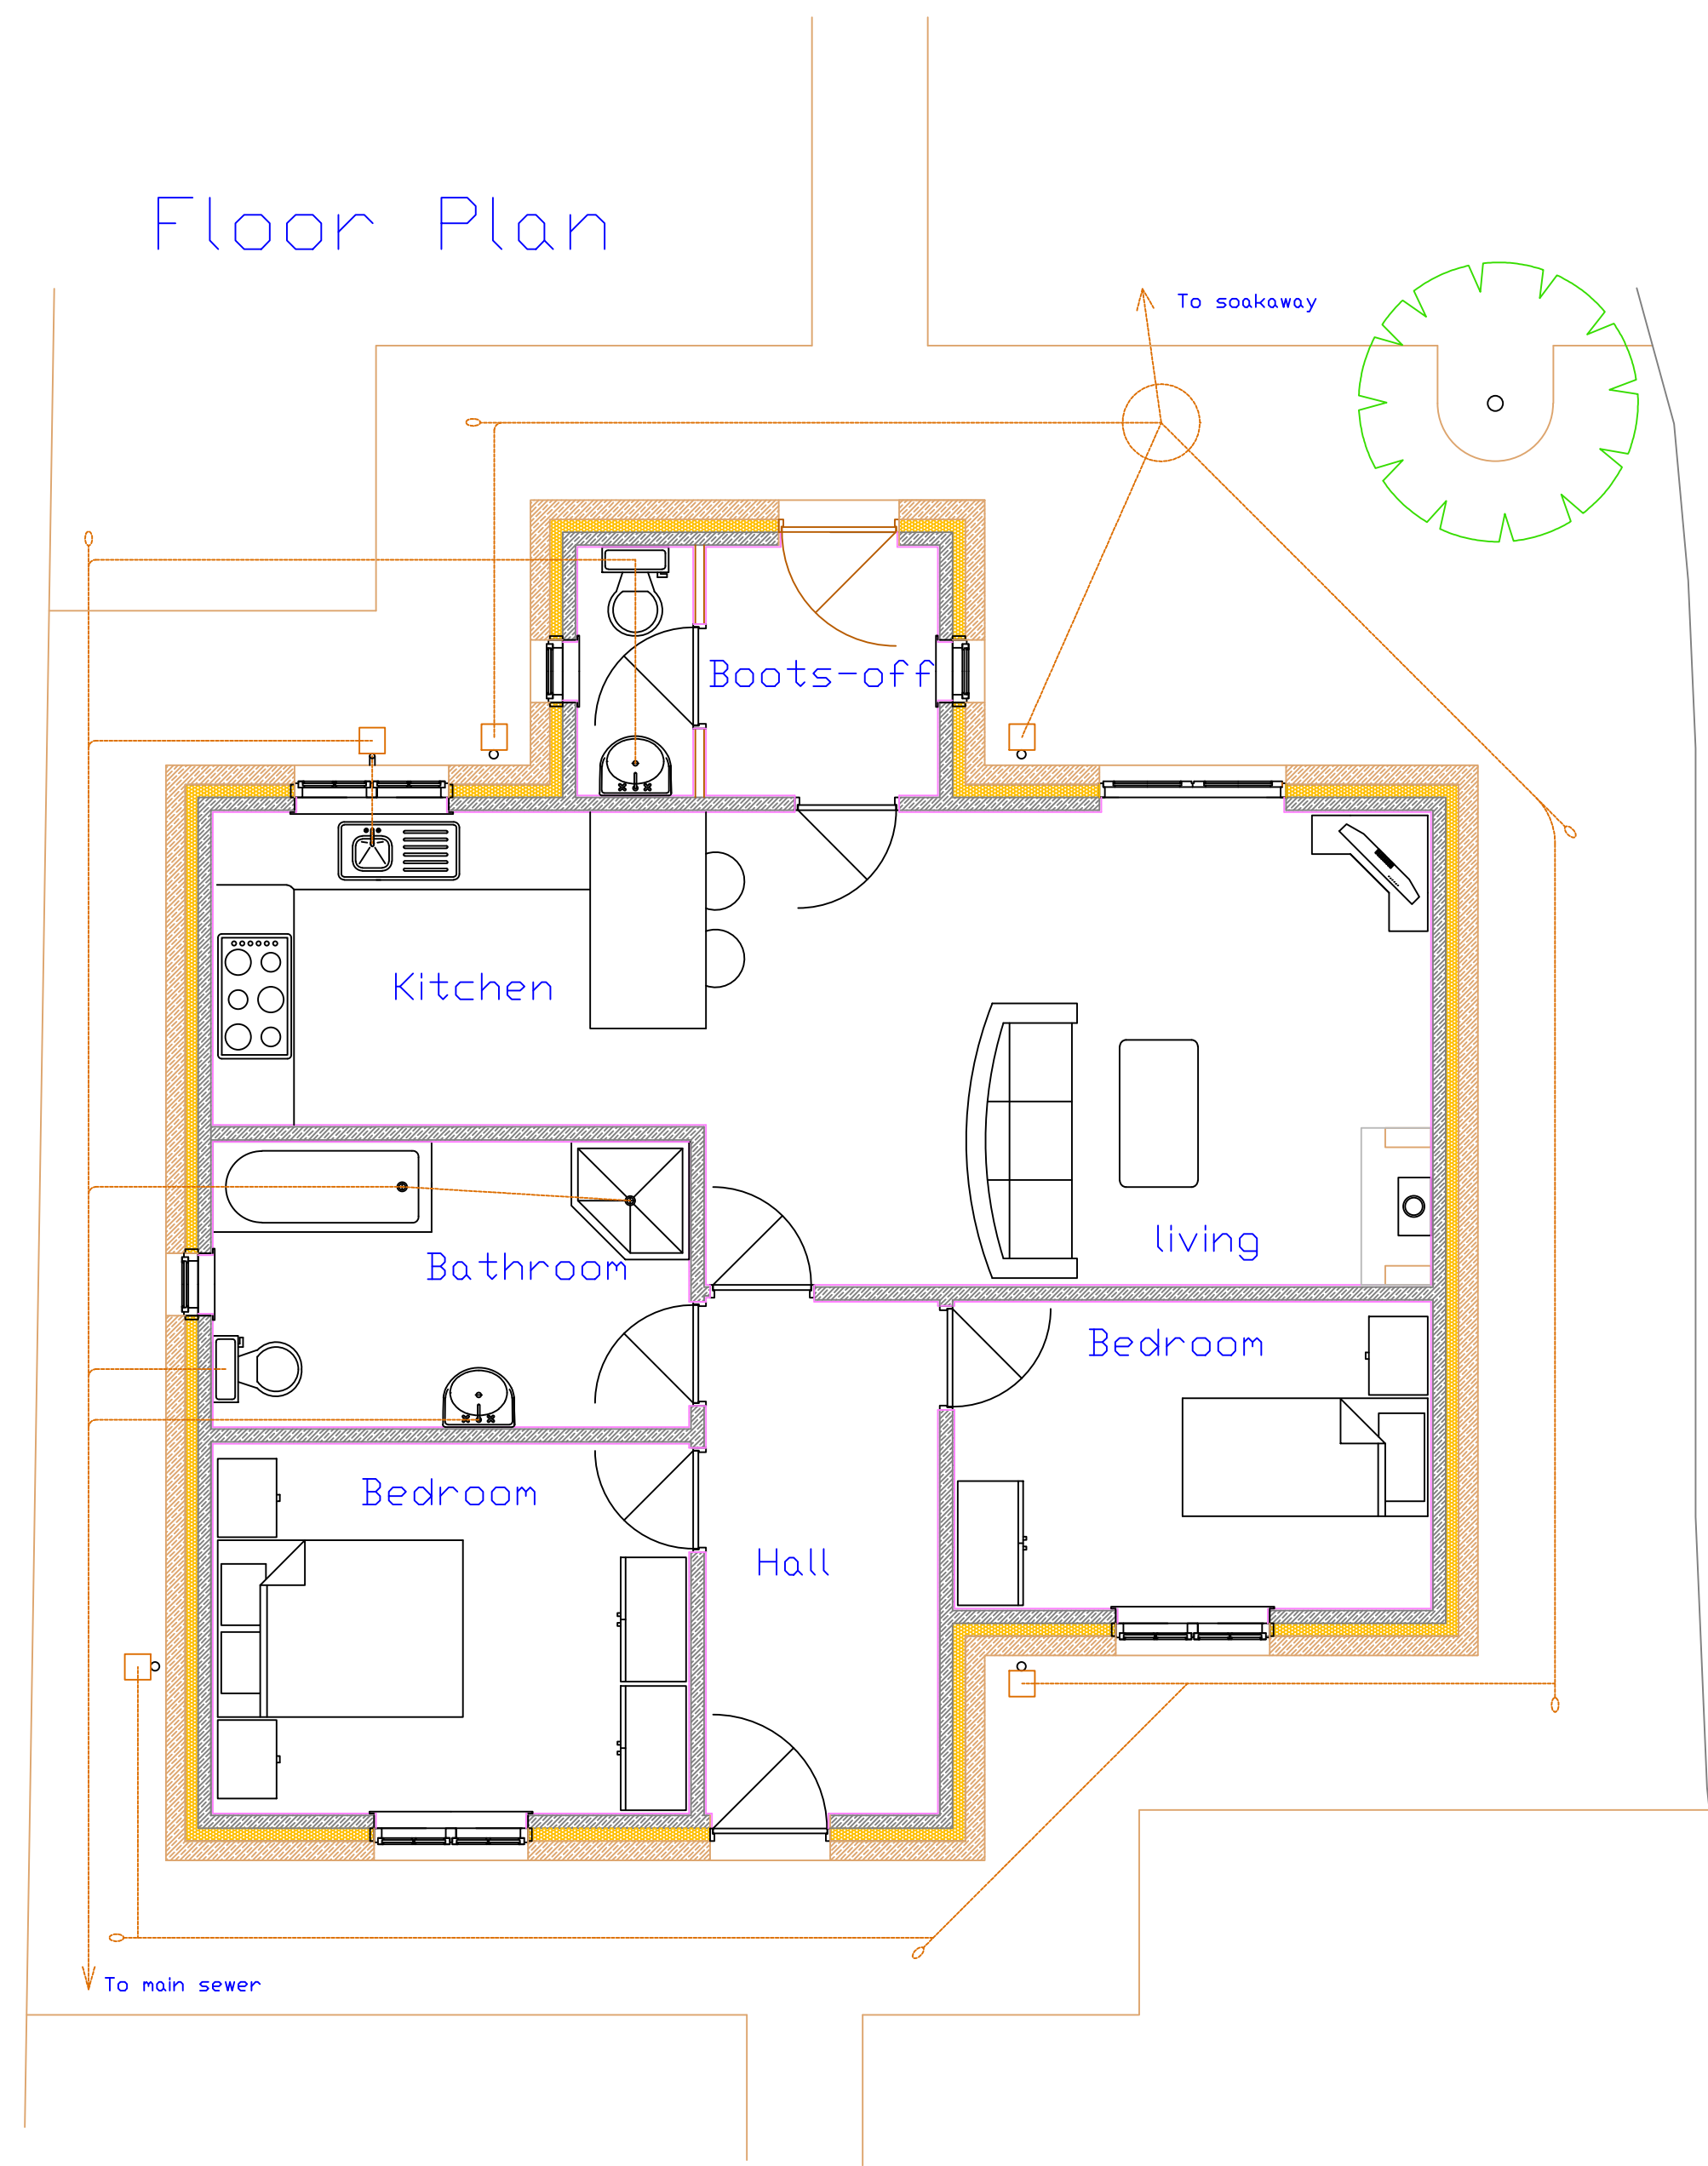 Floor Plan
To soakaway
Boots-off
Kitchen
living
Bathroom
Bedroom
Bedroom
Hall
To main sewer